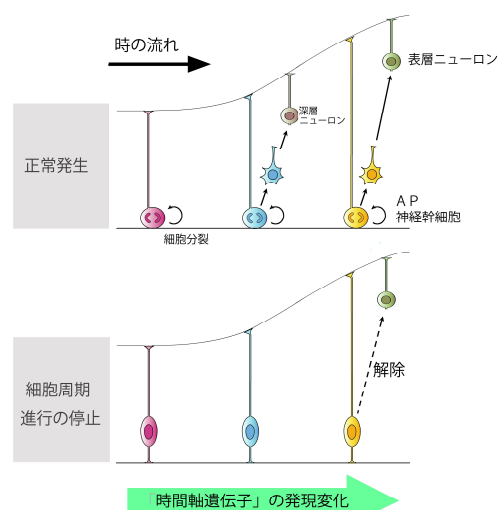 時の流れ
表層ニューロン
深層
ニューロン
正常発生
AP
神経幹細胞
細胞分裂
細胞周期
進行の停止
解除
「時間軸遺伝子」の発現変化